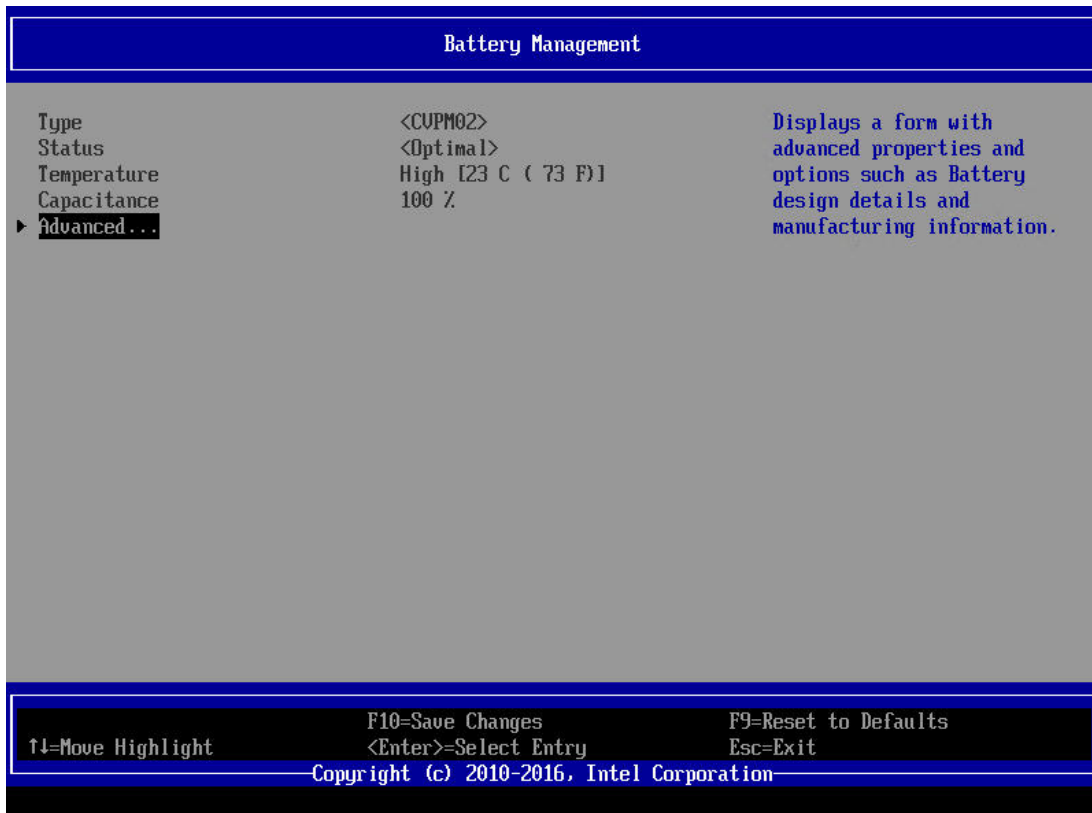 Battery Management
Type <CVPM02>
Status <Optimal>
Temperature High [23 C ( 73 F)]
Capacitance 100 %
Advanced...
Displays a form with
advanced properties and
options such as Battery
design details and
manufacturing information.
F10=Save Changes F9=Reset to Defaults
↑↓=Move Highlight <Enter>=Select Entry Esc=Exit
Copyright (c) 2010-2016, Intel Corporation